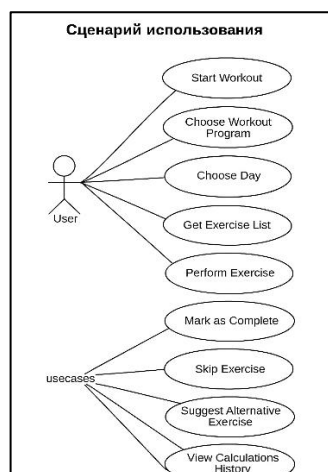 Сценарий использования
Start Workout
Choose Workout
Program
Choose Day
User
Get Exercise List
Perform Exercise
Mark as Complete
Skip Exercise
usecases
Suggest Alternative
Exercise
View Calculations
History